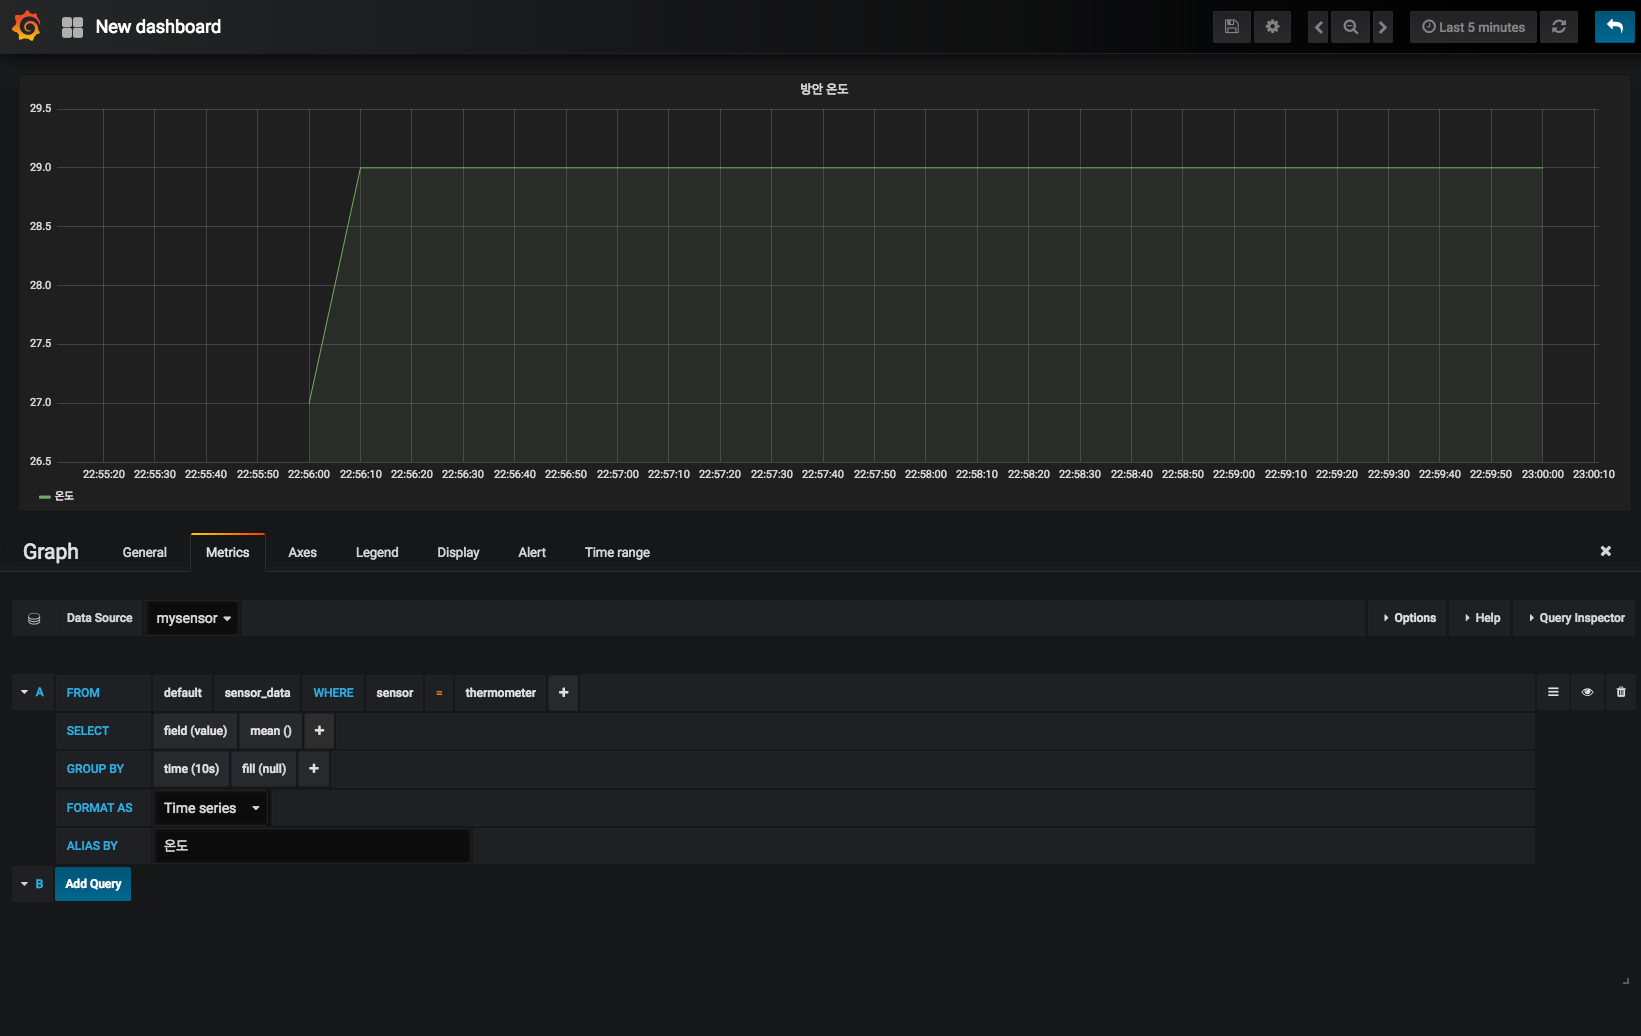 New dashboard
Last 5 minutes
방안 온도
29.5
29.0
28.5
28.0
27.5
27.0
26.5
22:55:20 22:55:30 22:55:40 22:55:50 22:56:00 22:56:10 22:56:20 22:56:30 22:56:40 22:56:50 22:57:00 22:57:10 22:57:20 22:57:30 22:57:40 22:57:50 22:58:00 22:58:10 22:58:20 22:58:30 22:58:40 22:58:50 22:59:00 22:59:10 22:59:20 22:59:30 22:59:40 22:59:50 23:00:00 23:00:10
온도
Graph General Metrics Axes Legend Display Alert Time range
Data Source mysensor Options Help Query Inspector
A FROM default sensor_data WHERE sensor = thermometer +
SELECT field (value) mean () +
GROUP BY time (10s) fill (null) +
FORMAT AS Time series
ALIAS BY 온도
B Add Query